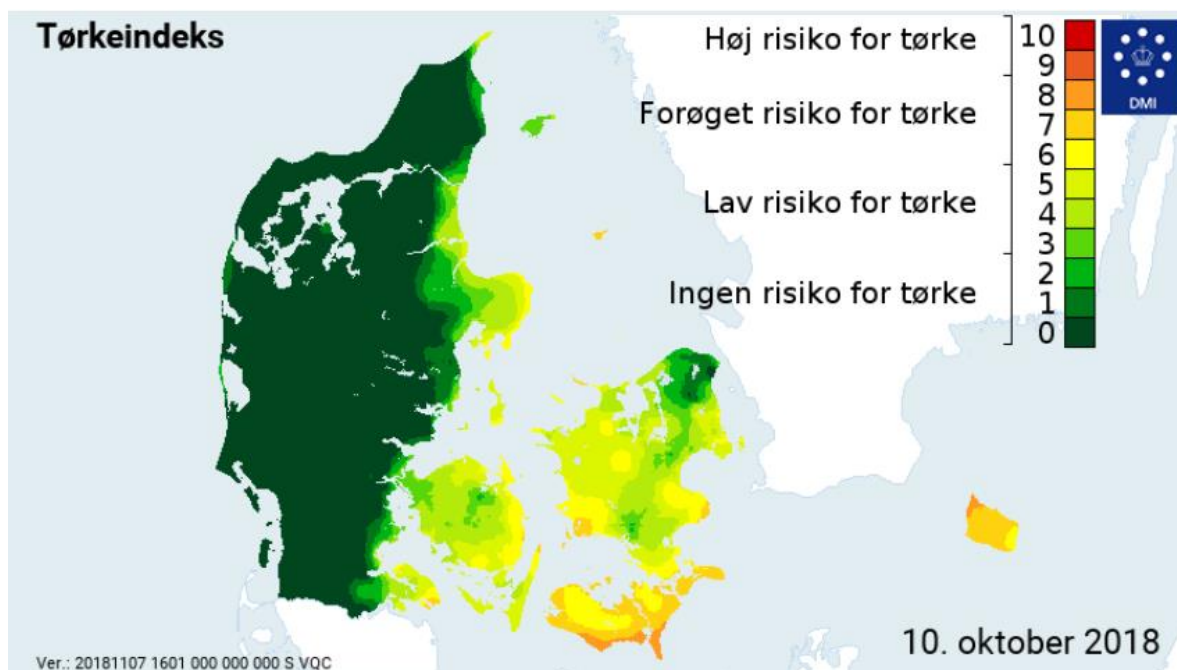 Tørkeindeks
Høj risiko for tørke
Forøget risiko for tørke
Lav risiko for tørke
Ingen risiko for tørke
10
9
8
7
6
5
4
3
2
1
0
DMI
10. oktober 2018
Ver.: 20181107 1601 000 000 000 S VQC